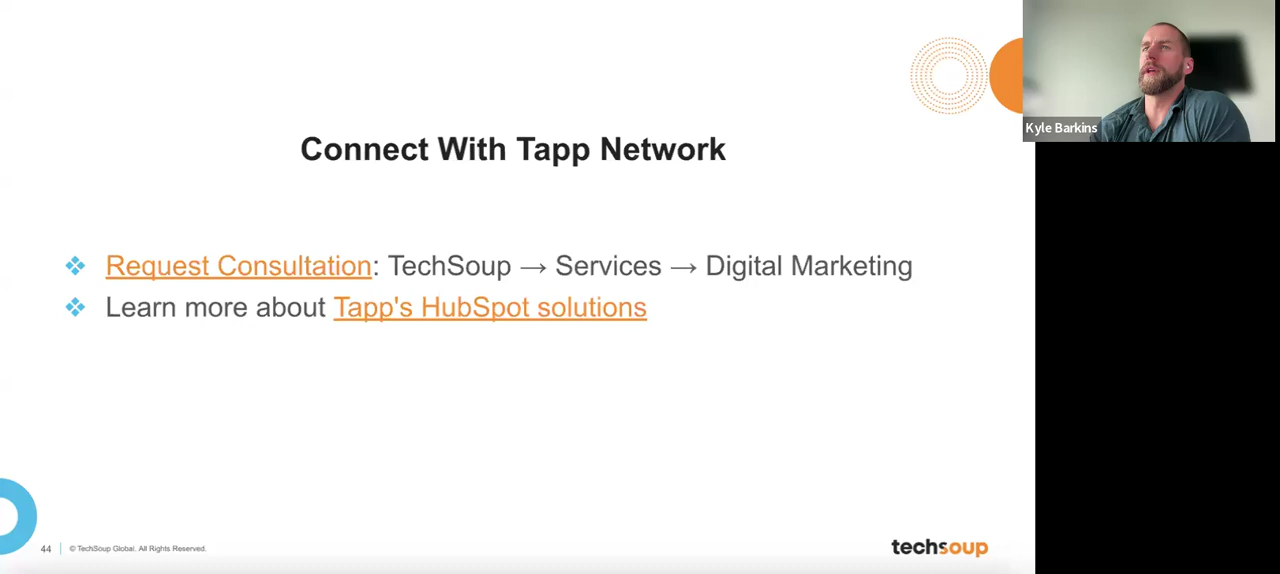 Kyle Barkins
Connect With Tapp Network
❖ Request Consultation: TechSoup → Services → Digital Marketing
❖ Learn more about Tapp's HubSpot solutions
44 | © TechSoup Global. All Rights Reserved.
techsoup